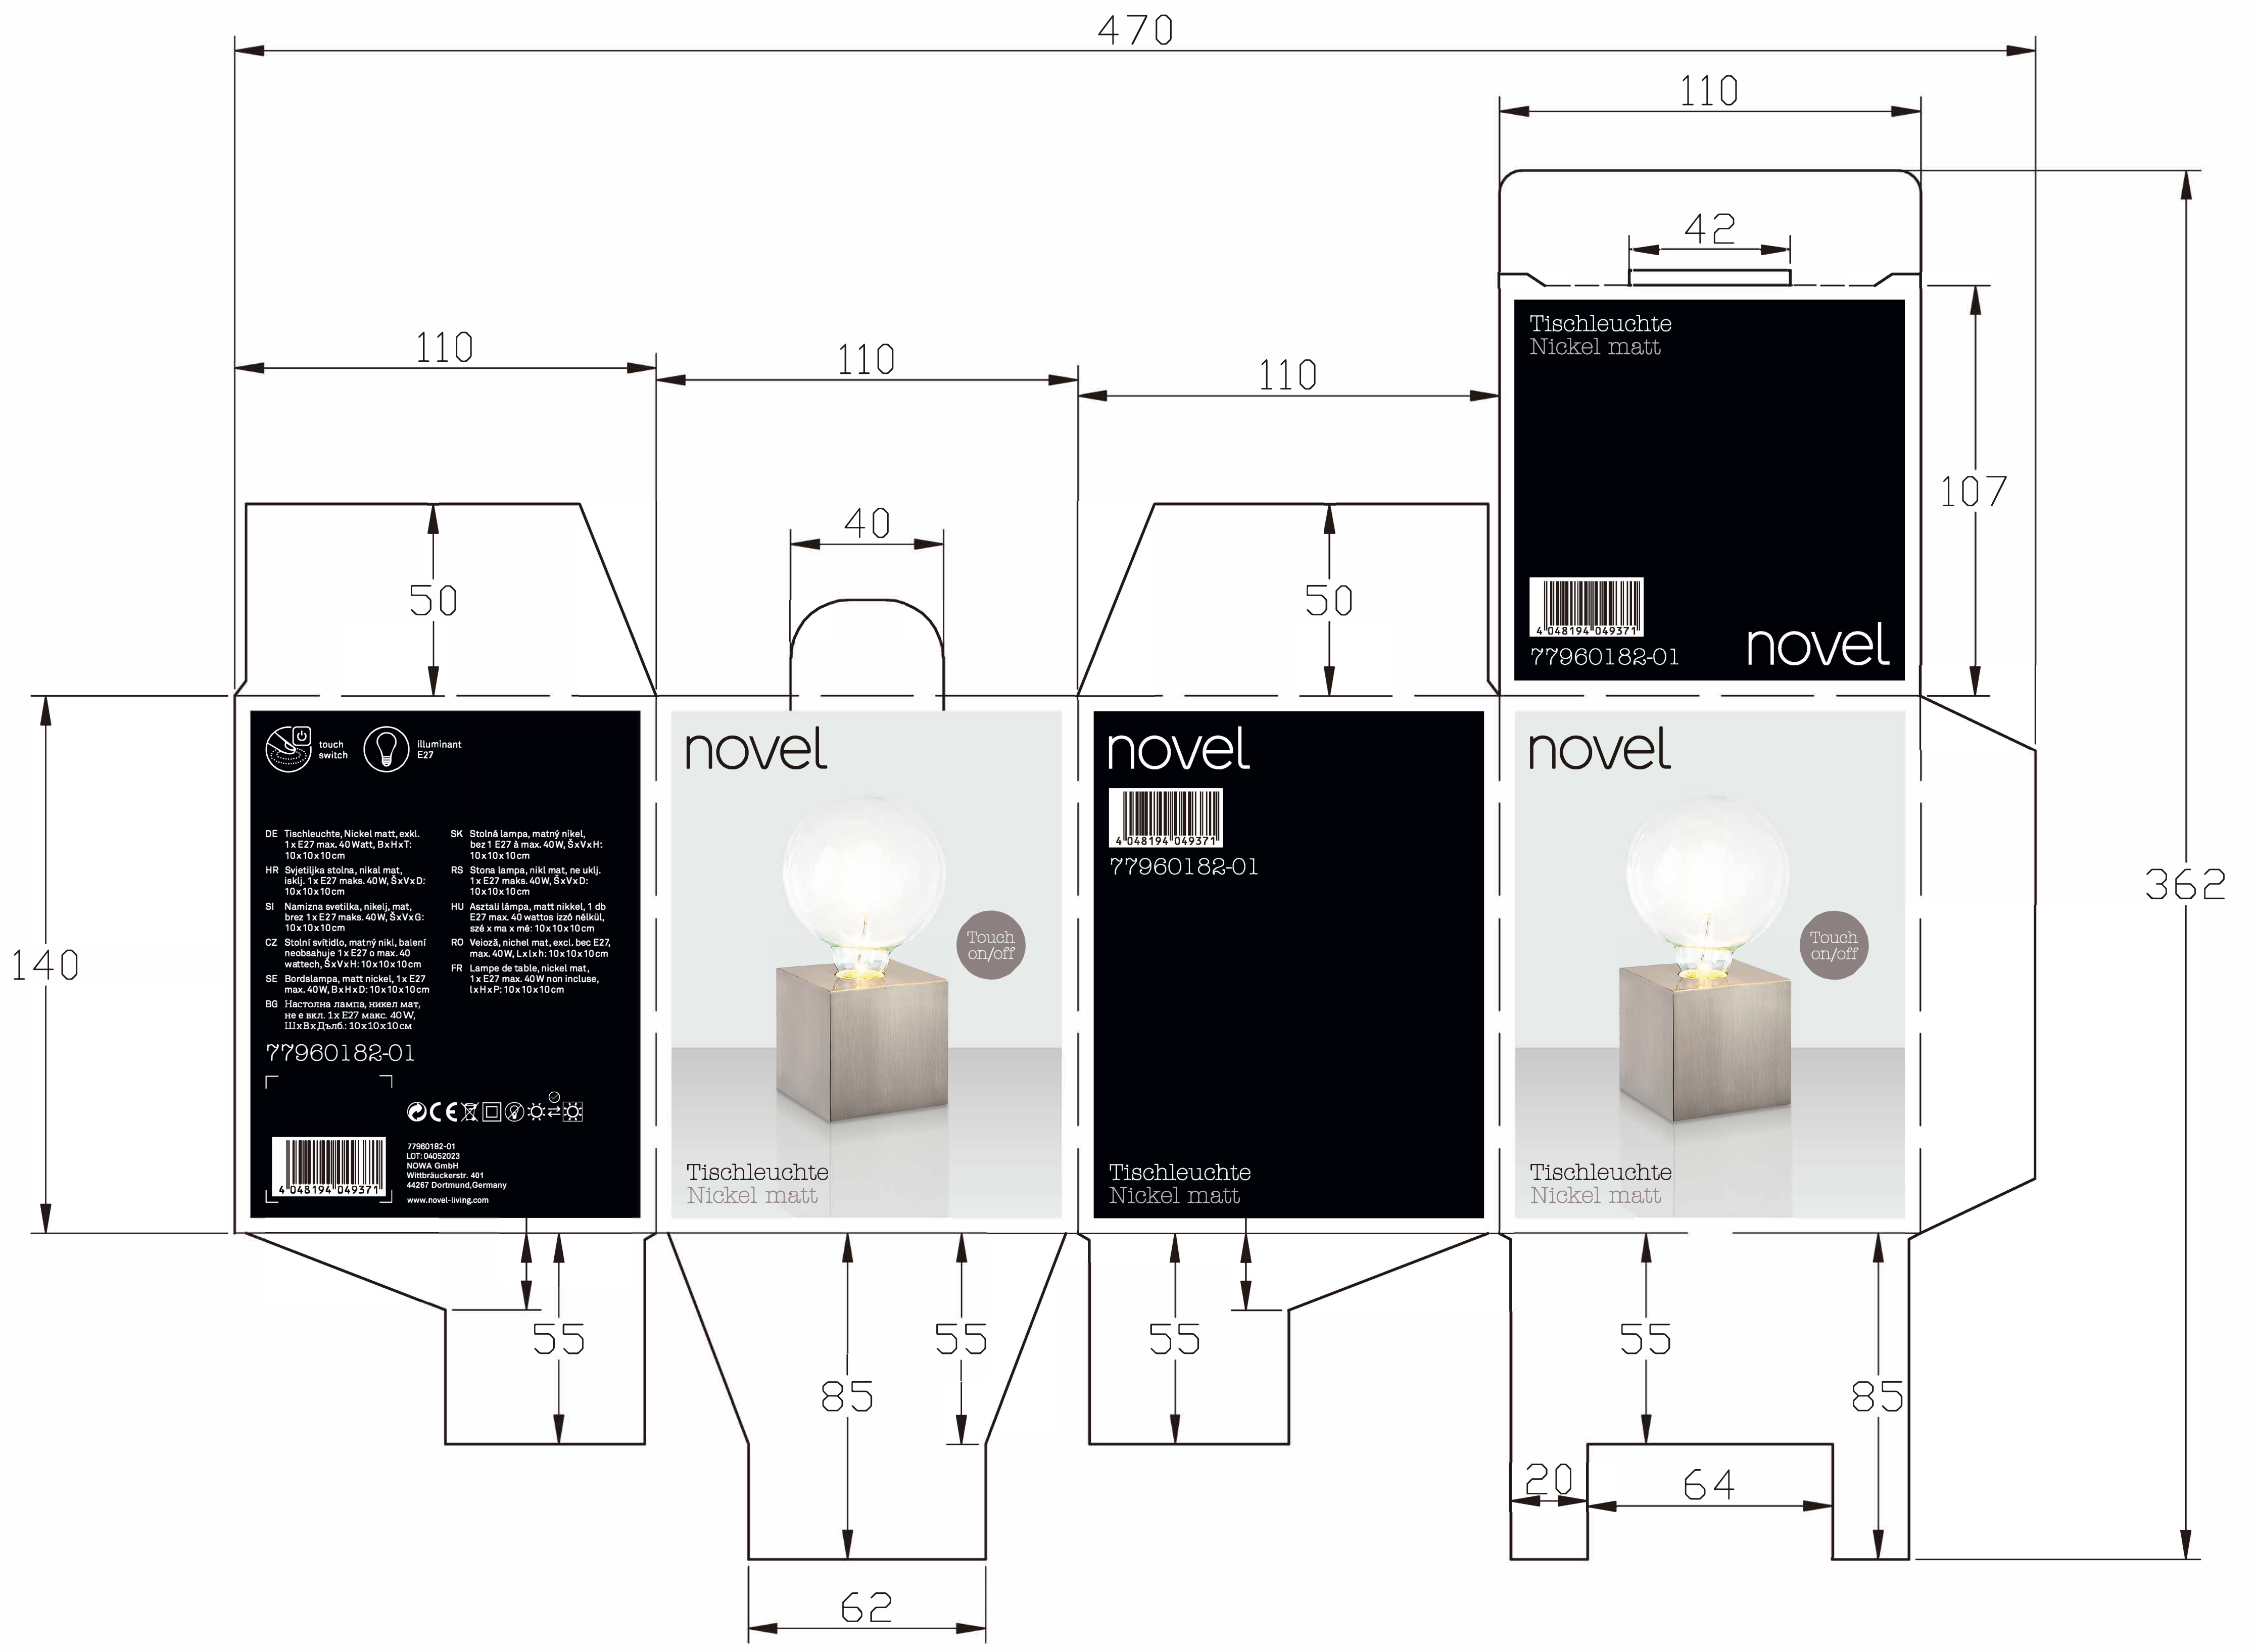 470
110
42
Tischleuchte
Nickel matt
107
4 048194 049371
77960182-01
novel
362
110
110
110
50
40
50
140
touch
switch
illuminant
E27
DE Tischleuchte, Nickel matt, exkl.
1x E27 max. 40 Watt, BxHxT:
10x10x10cm
HR Svjetiljka stolna, nikal mat,
isklj. 1x E27 maks. 40W, ŠxVxD:
10x10x10cm
SI Namizna svetilka, nikelj, mat,
brez 1x E27 maks. 40W, ŠxVxG:
10x10x10cm
CZ Stolní svítidlo, matný nikl, balení
neobsahuje 1x E27 o max. 40
wattech, ŠxVxH: 10x10x10cm
SE Bordslampa, matt nickel, 1x E27
max. 40W, BxHxD: 10x10x10cm
BG Настолна лампа, никел мат,
не е вкл. 1x E27 макс. 40W,
ШxВxДълб.: 10x10x10см
SK Stolná lampa, matný nikel,
bez 1 E27 à max. 40W, ŠxVxH:
10x10x10cm
RS Stona lampa, nikl mat, ne uklj.
1x E27 maks. 40W, ŠxVxD:
10x10x10cm
HU Asztali lámpa, matt nikkel, 1 db
E27 max. 40 wattos izzó nélkül,
szé x ma x mé: 10x10x10cm
RO Veioză, nichel mat, excl. bec E27,
max. 40W, Lxlxh: 10x10x10cm
FR Lampe de table, nickel mat,
1x E27 max. 40W non incluse,
lxHxP: 10x10x10cm
77960182-01
CE
4 048194 049371
77960182-01
LOT: 04052023
NOWA GmbH
Wittbräuckerstr. 401
44267 Dortmund,Germany
www.novel-living.com
novel
Touch
on/off
Tischleuchte
Nickel matt
novel
4 048194 049371
77960182-01
Tischleuchte
Nickel matt
novel
Touch
on/off
Tischleuchte
Nickel matt
55
85
55
55
55
85
20
64
62